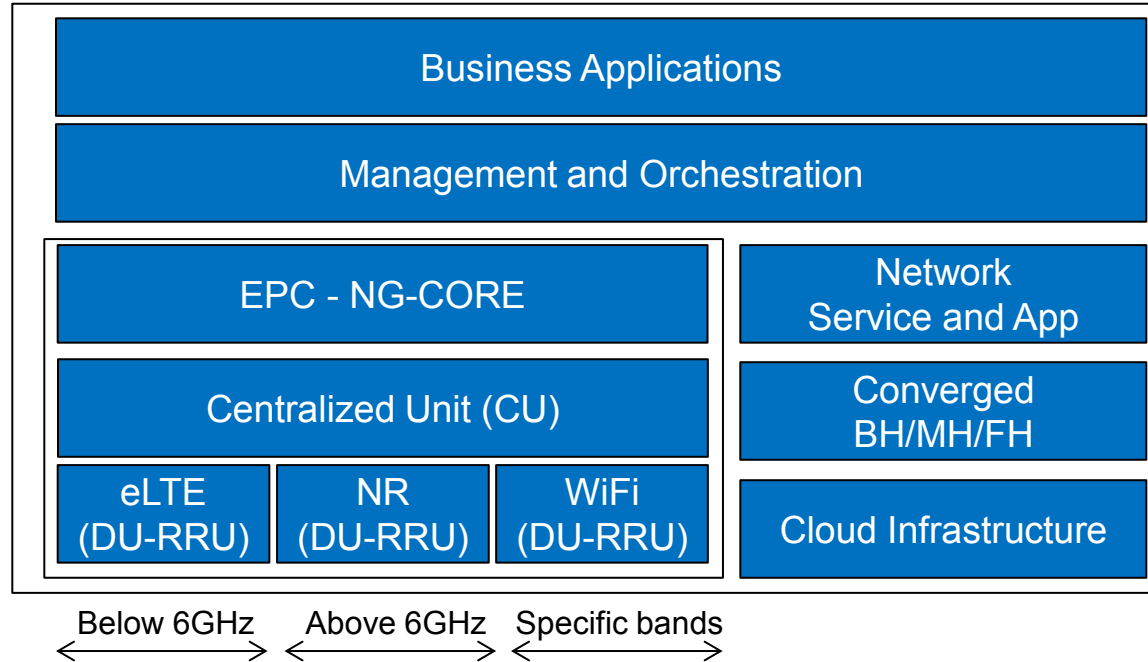 Business Applications
Management and Orchestration
EPC - NG-CORE
Network
Service and App
Centralized Unit (CU)
Converged
BH/MH/FH
eLTE
(DU-RRU)
NR
(DU-RRU)
WiFi
(DU-RRU)
Cloud Infrastructure
Below 6GHz
Above 6GHz
Specific bands